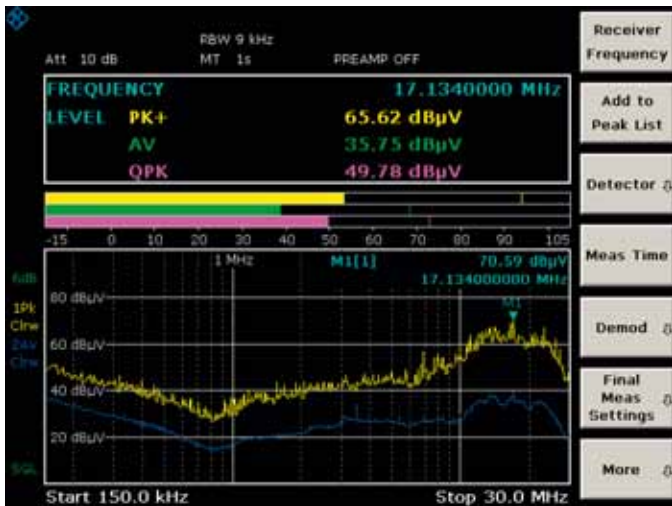 RBW 9 kHz
Att 10 dB MT 1s PREAMP OFF
FREQUENCY 17.1340000 MHz
LEVEL PK+ 65.62 dBµV
AV 35.75 dBµV
QPK 49.78 dBµV
-15 0 10 20 30 40 50 60 70 80 90 105
1 MHz M1[1] 70.59 dBµV
17.134000000 MHz
6dB
80 dBµV
M1
1Pk
Clrw
60 dBµV
2Av
Clrw
40 dBµV
20 dBµV
SGL
Start 150.0 kHz Stop 30.0 MHz
Receiver
Frequency
Add to
Peak List
Detector
Meas Time
Demod
Final
Meas
Settings
More